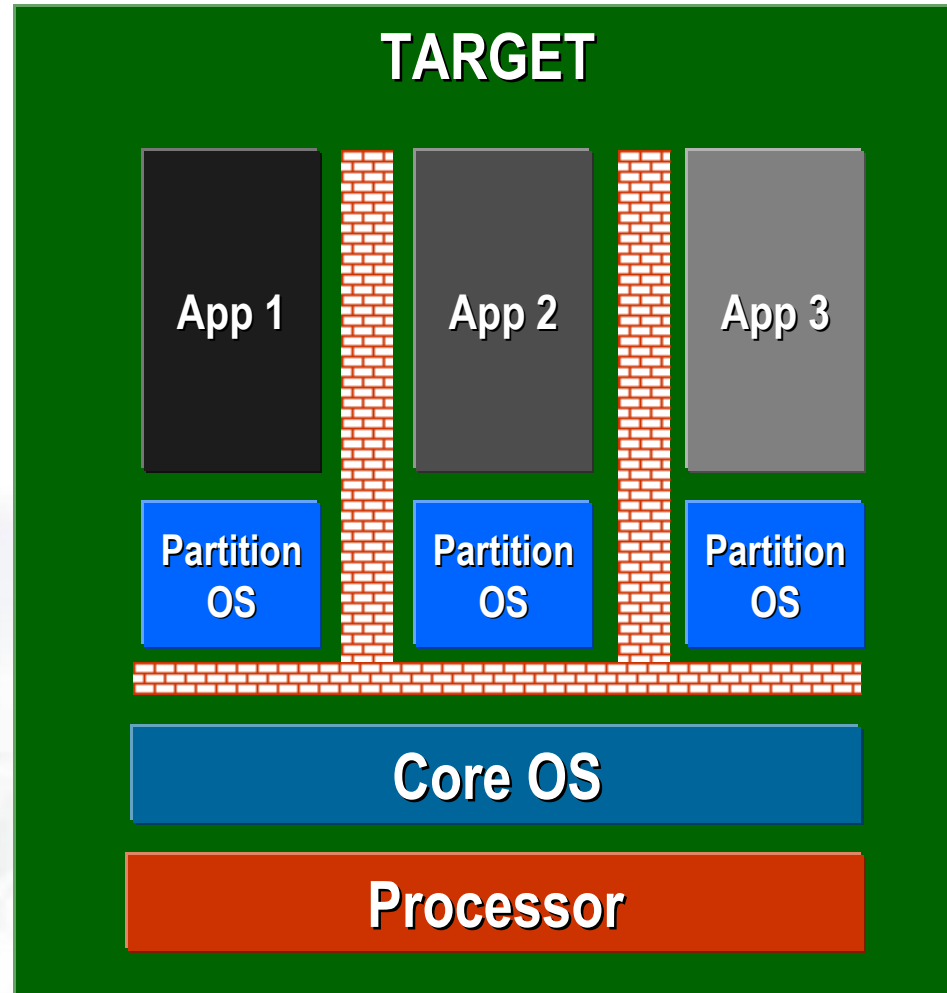 TARGET
App 1
App 2
App 3
Partition
OS
Partition
OS
Partition
OS
Core OS
Processor